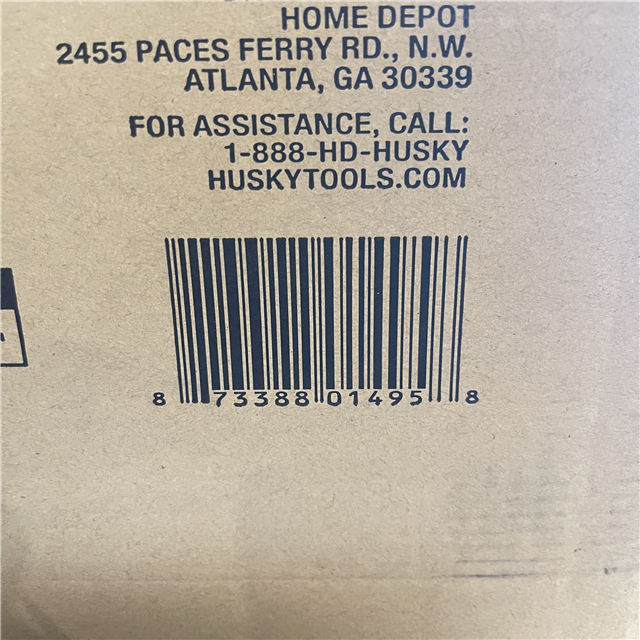 HOME DEPOT
2455 PACES FERRY RD., N.W.
ATLANTA, GA 30339
FOR ASSISTANCE, CALL:
1-888-HD-HUSKY
HUSKYTOOLS.COM
8 73388 01495 8